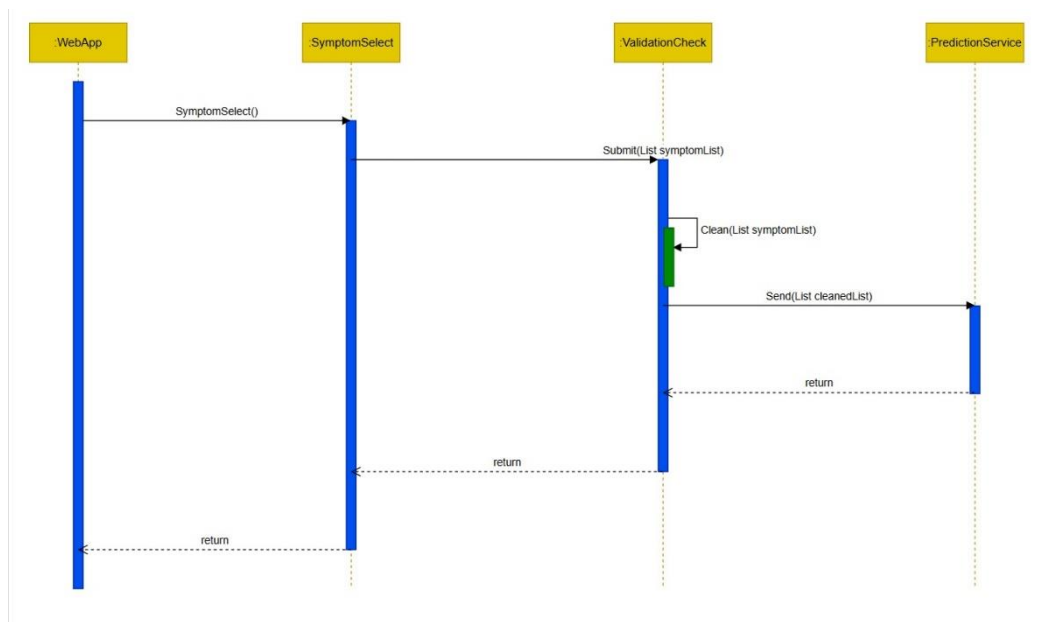 :WebApp
:SymptomSelect
:ValidationCheck
:PredictionService
SymptomSelect()
Submit(List symptomList)
Clean(List symptomList)
Send(List cleanedList)
return
return
return